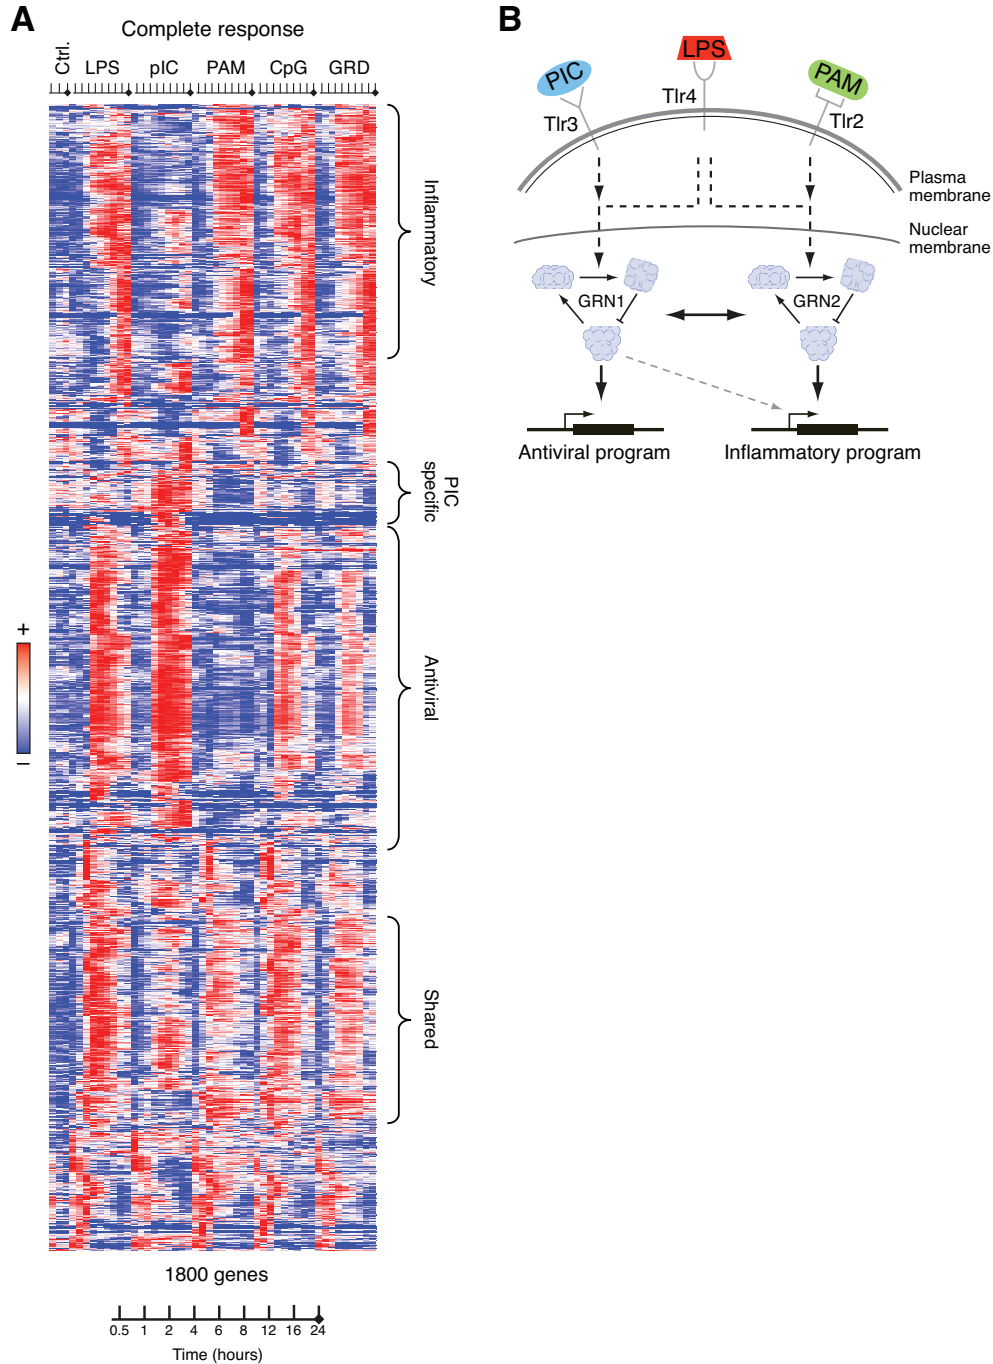 A
Complete response
Ctrl.
LPS
pIC
PAM
CpG
GRD
Inflammatory
PIC
specific
Antiviral
Shared
+
–
1800 genes
0.5 1 2 4 6 8 12 16 24
Time (hours)
B
PIC
LPS
PAM
Tlr3
Tlr4
Tlr2
Plasma
membrane
Nuclear
membrane
GRN1
GRN2
Antiviral program
Inflammatory program